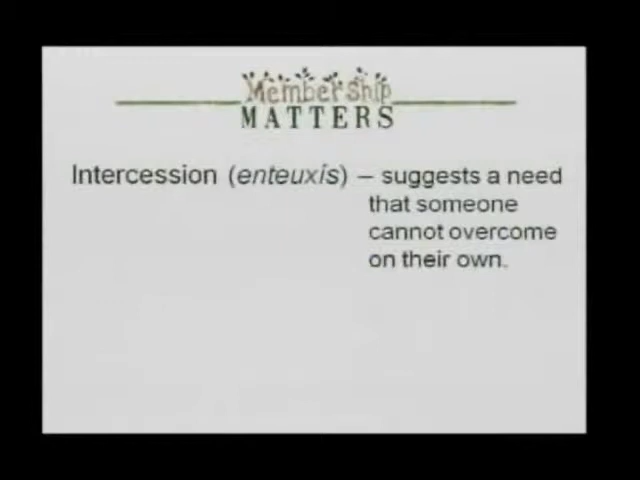 Membership
MATTERS
Intercession (enteuxis) – suggests a need
that someone
cannot overcome
on their own.